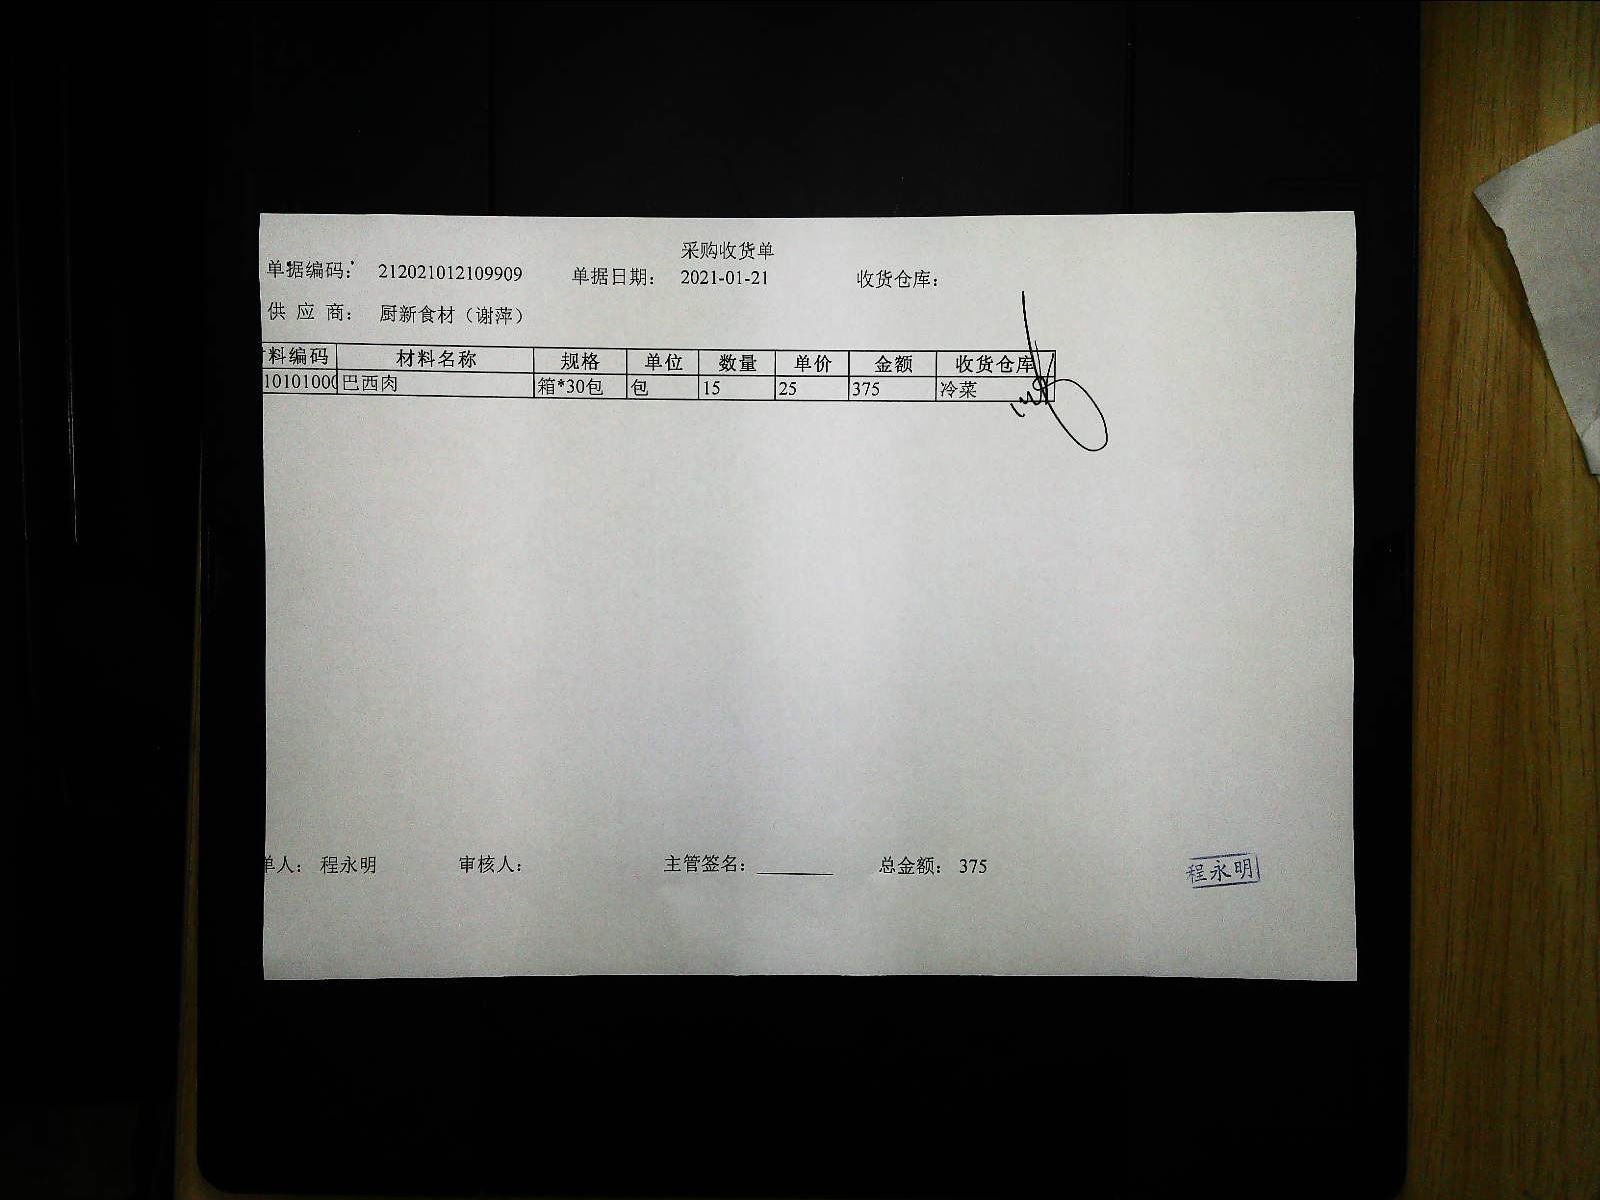 采购收货单
单据编码： 212021012109909 单据日期： 2021-01-21 收货仓库：
供 应 商： 厨新食材（谢萍）
料编码 材料名称 规格 单位 数量 单价 金额 收货仓库
1010100 巴西肉 箱*30包 包 15 25 375 冷菜
单人： 程永明 审核人： 主管签名： 总金额： 375
程永明